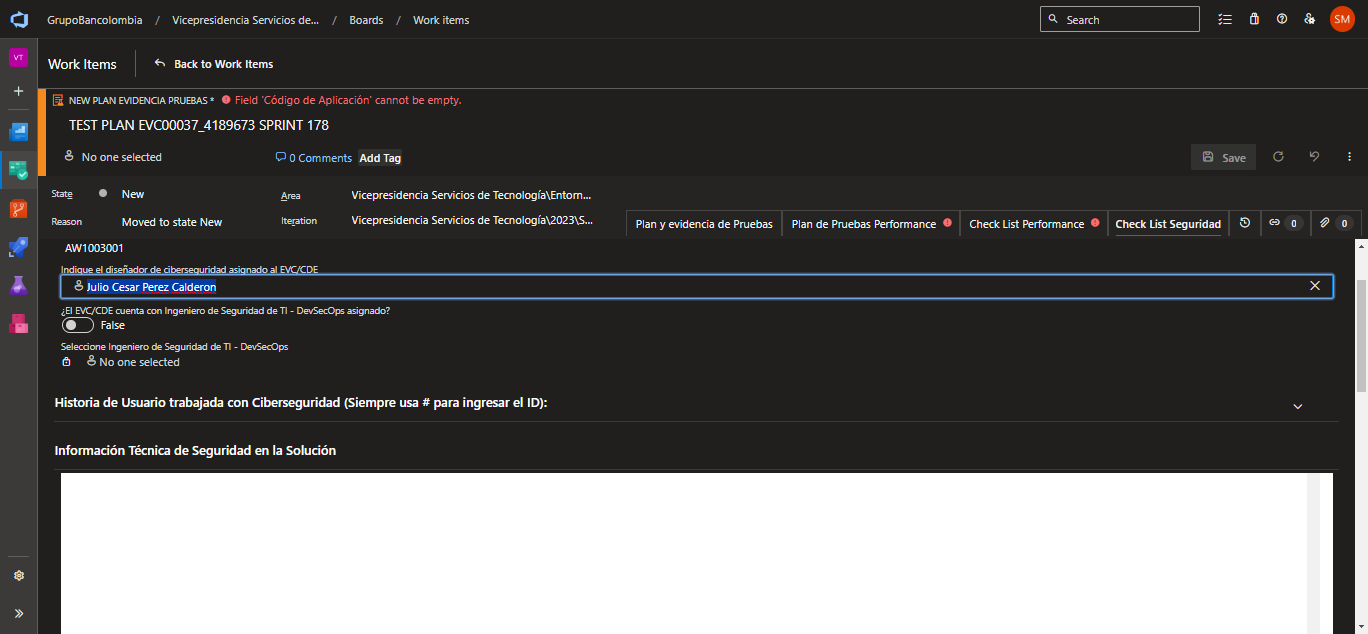 GrupoBancolombia / Vicepresidencia Servicios de... / Boards / Work items
Search
SM
VT
Work Items
Back to Work Items
NEW PLAN EVIDENCIA PRUEBAS * Field 'Código de Aplicación' cannot be empty.
TEST PLAN EVC00037_4189673 SPRINT 178
No one selected
0 Comments
Add Tag
Save
State
New
Area
Vicepresidencia Servicios de Tecnología\Entorn...
Reason
Moved to state New
Iteration
Vicepresidencia Servicios de Tecnología\2023\S...
Plan y evidencia de Pruebas
Plan de Pruebas Performance
Check List Performance
Check List Seguridad
0
0
AW1003001
Indique el diseñador de ciberseguridad asignado al EVC/CDE
Julio Cesar Perez Calderon
¿El EVC/CDE cuenta con Ingeniero de Seguridad de TI - DevSecOps asignado?
False
Seleccione Ingeniero de Seguridad de TI - DevSecOps
No one selected
Historia de Usuario trabajada con Ciberseguridad (Siempre usa # para ingresar el ID):
Información Técnica de Seguridad en la Solución